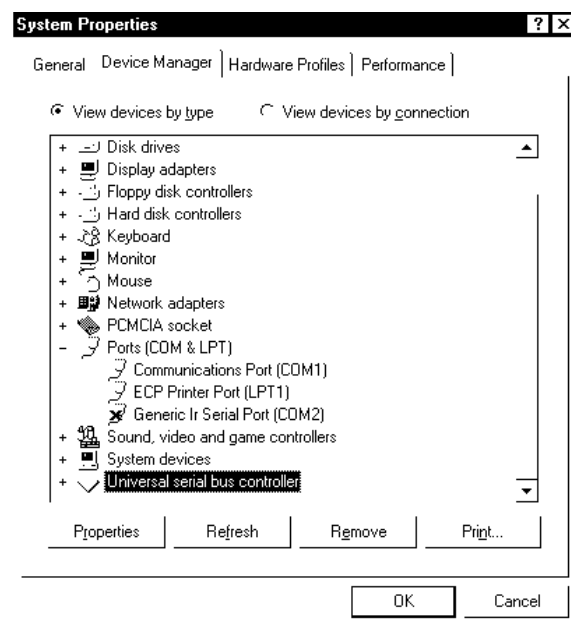 System Properties
General Device Manager Hardware Profiles Performance
View devices by type View devices by connection
Disk drives
Display adapters
Floppy disk controllers
Hard disk controllers
Keyboard
Monitor
Mouse
Network adapters
PCMCIA socket
Ports (COM & LPT)
Communications Port (COM1)
ECP Printer Port (LPT1)
Generic Ir Serial Port (COM2)
Sound, video and game controllers
System devices
Universal serial bus controller
Properties Refresh Remove Print...
OK Cancel